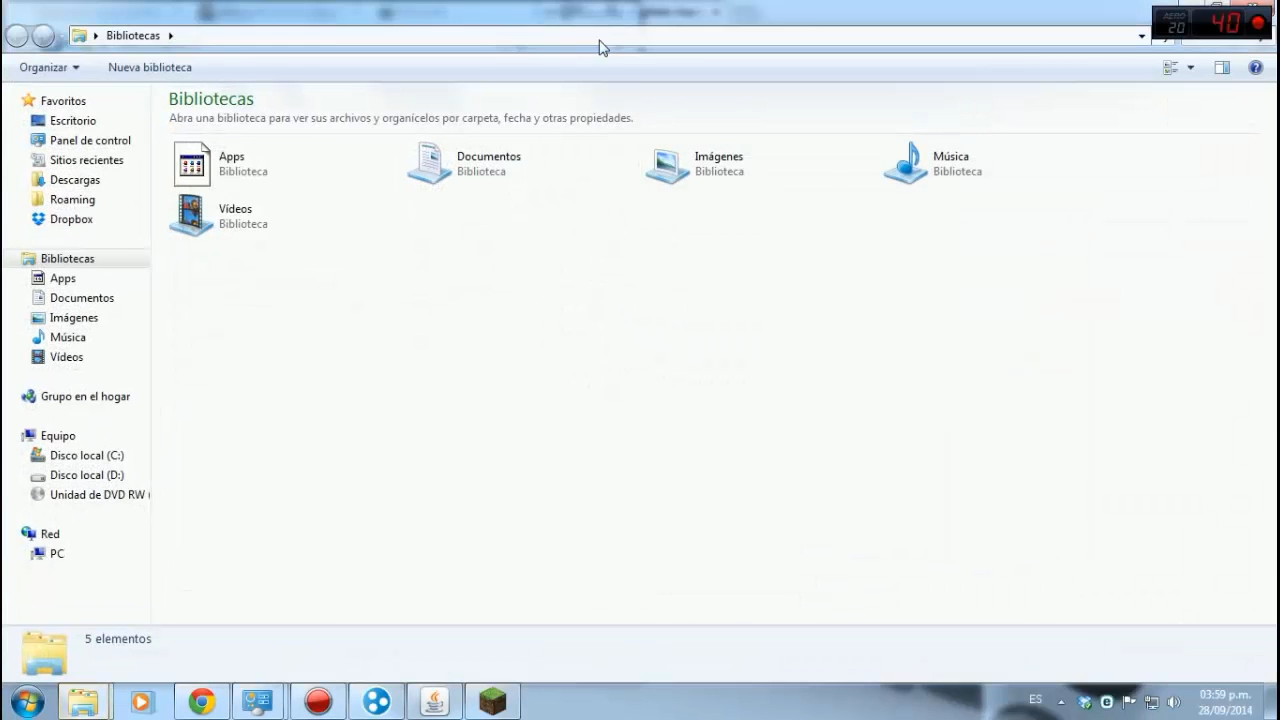 AERO
20
40
Bibliotecas
Organizar
Nueva biblioteca
Favoritos
Escritorio
Panel de control
Sitios recientes
Descargas
Roaming
Dropbox
Bibliotecas
Apps
Documentos
Imágenes
Música
Vídeos
Grupo en el hogar
Equipo
Disco local (C:)
Disco local (D:)
Unidad de DVD RW (
Red
PC
Bibliotecas
Abra una biblioteca para ver sus archivos y organícelos por carpeta, fecha y otras propiedades.
Apps
Biblioteca
Documentos
Biblioteca
Imágenes
Biblioteca
Música
Biblioteca
Vídeos
Biblioteca
5 elementos
ES
03:59 p.m.
28/09/2014